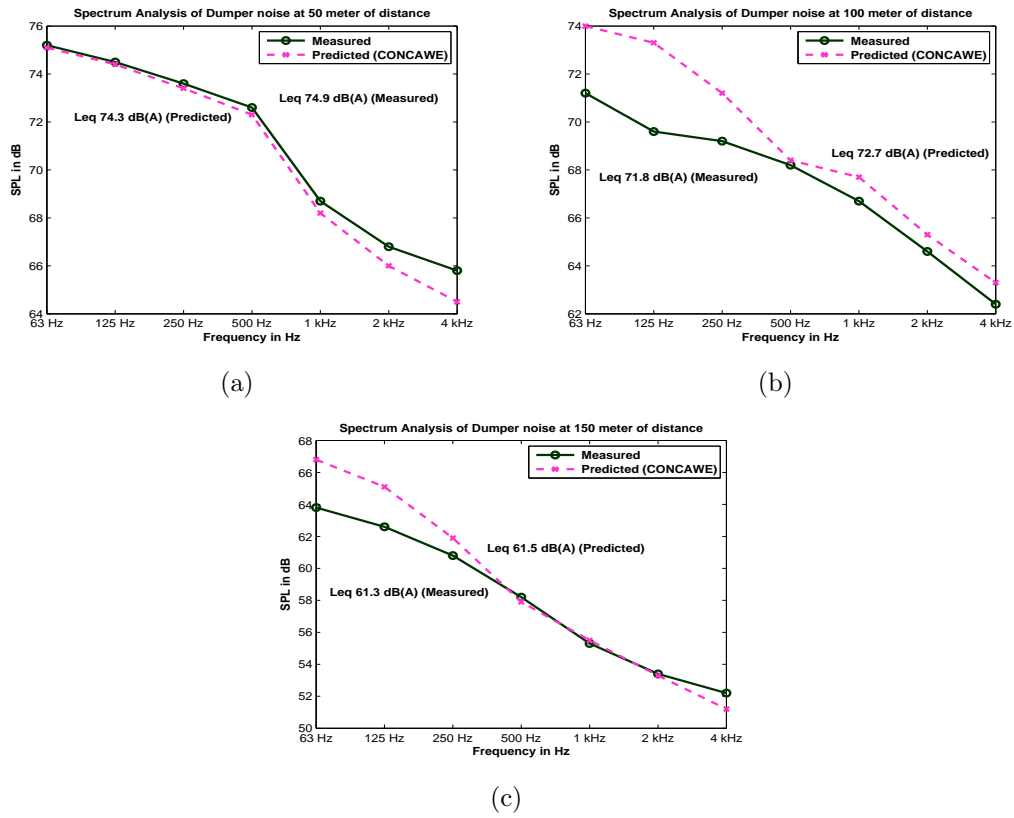 Spectrum Analysis of Dumper noise at 50 meter of distance
Measured
Predicted (CONCAWE)
Leq 74.9 dB(A) (Measured)
Leq 74.3 dB(A) (Predicted)
SPL in dB
76
74
72
70
68
66
64
63 Hz 125 Hz 250 Hz 500 Hz 1 kHz 2 kHz 4 kHz
Frequency in Hz
(a)
Spectrum Analysis of Dumper noise at 100 meter of distance
Measured
Predicted (CONCAWE)
Leq 72.7 dB(A) (Predicted)
Leq 71.8 dB(A) (Measured)
SPL in dB
74
72
70
68
66
64
62
63 Hz 125 Hz 250 Hz 500 Hz 1 kHz 2 kHz 4 kHz
Frequency in Hz
(b)
Spectrum Analysis of Dumper noise at 150 meter of distance
Measured
Predicted (CONCAWE)
Leq 61.5 dB(A) (Predicted)
Leq 61.3 dB(A) (Measured)
SPL in dB
68
66
64
62
60
58
56
54
52
50
63 Hz 125 Hz 250 Hz 500 Hz 1 kHz 2 kHz 4 kHz
Frequency in Hz
(c)